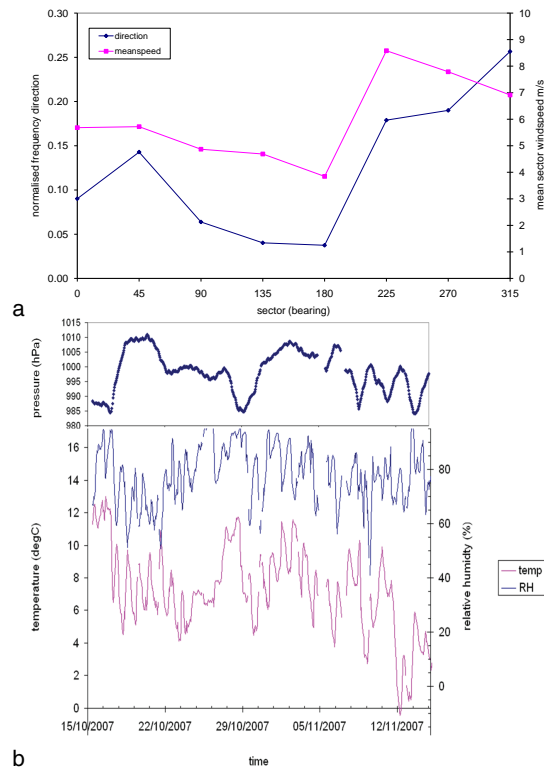 0.30
0.25
0.20
0.15
0.10
0.05
0.00
normalised frequency direction
direction
meanspeed
10
9
8
7
6
5
4
3
2
1
0
mean sector windspeed m/s
0 45 90 135 180 225 270 315
sector (bearing)
a
1015
1010
1005
1000
995
990
985
980
pressure (hPa)
16
14
12
10
8
6
4
2
0
temperature (degC)
80
60
40
20
0
relative humidty (%)
temp
RH
15/10/2007 22/10/2007 29/10/2007 05/11/2007 12/11/2007
time
b